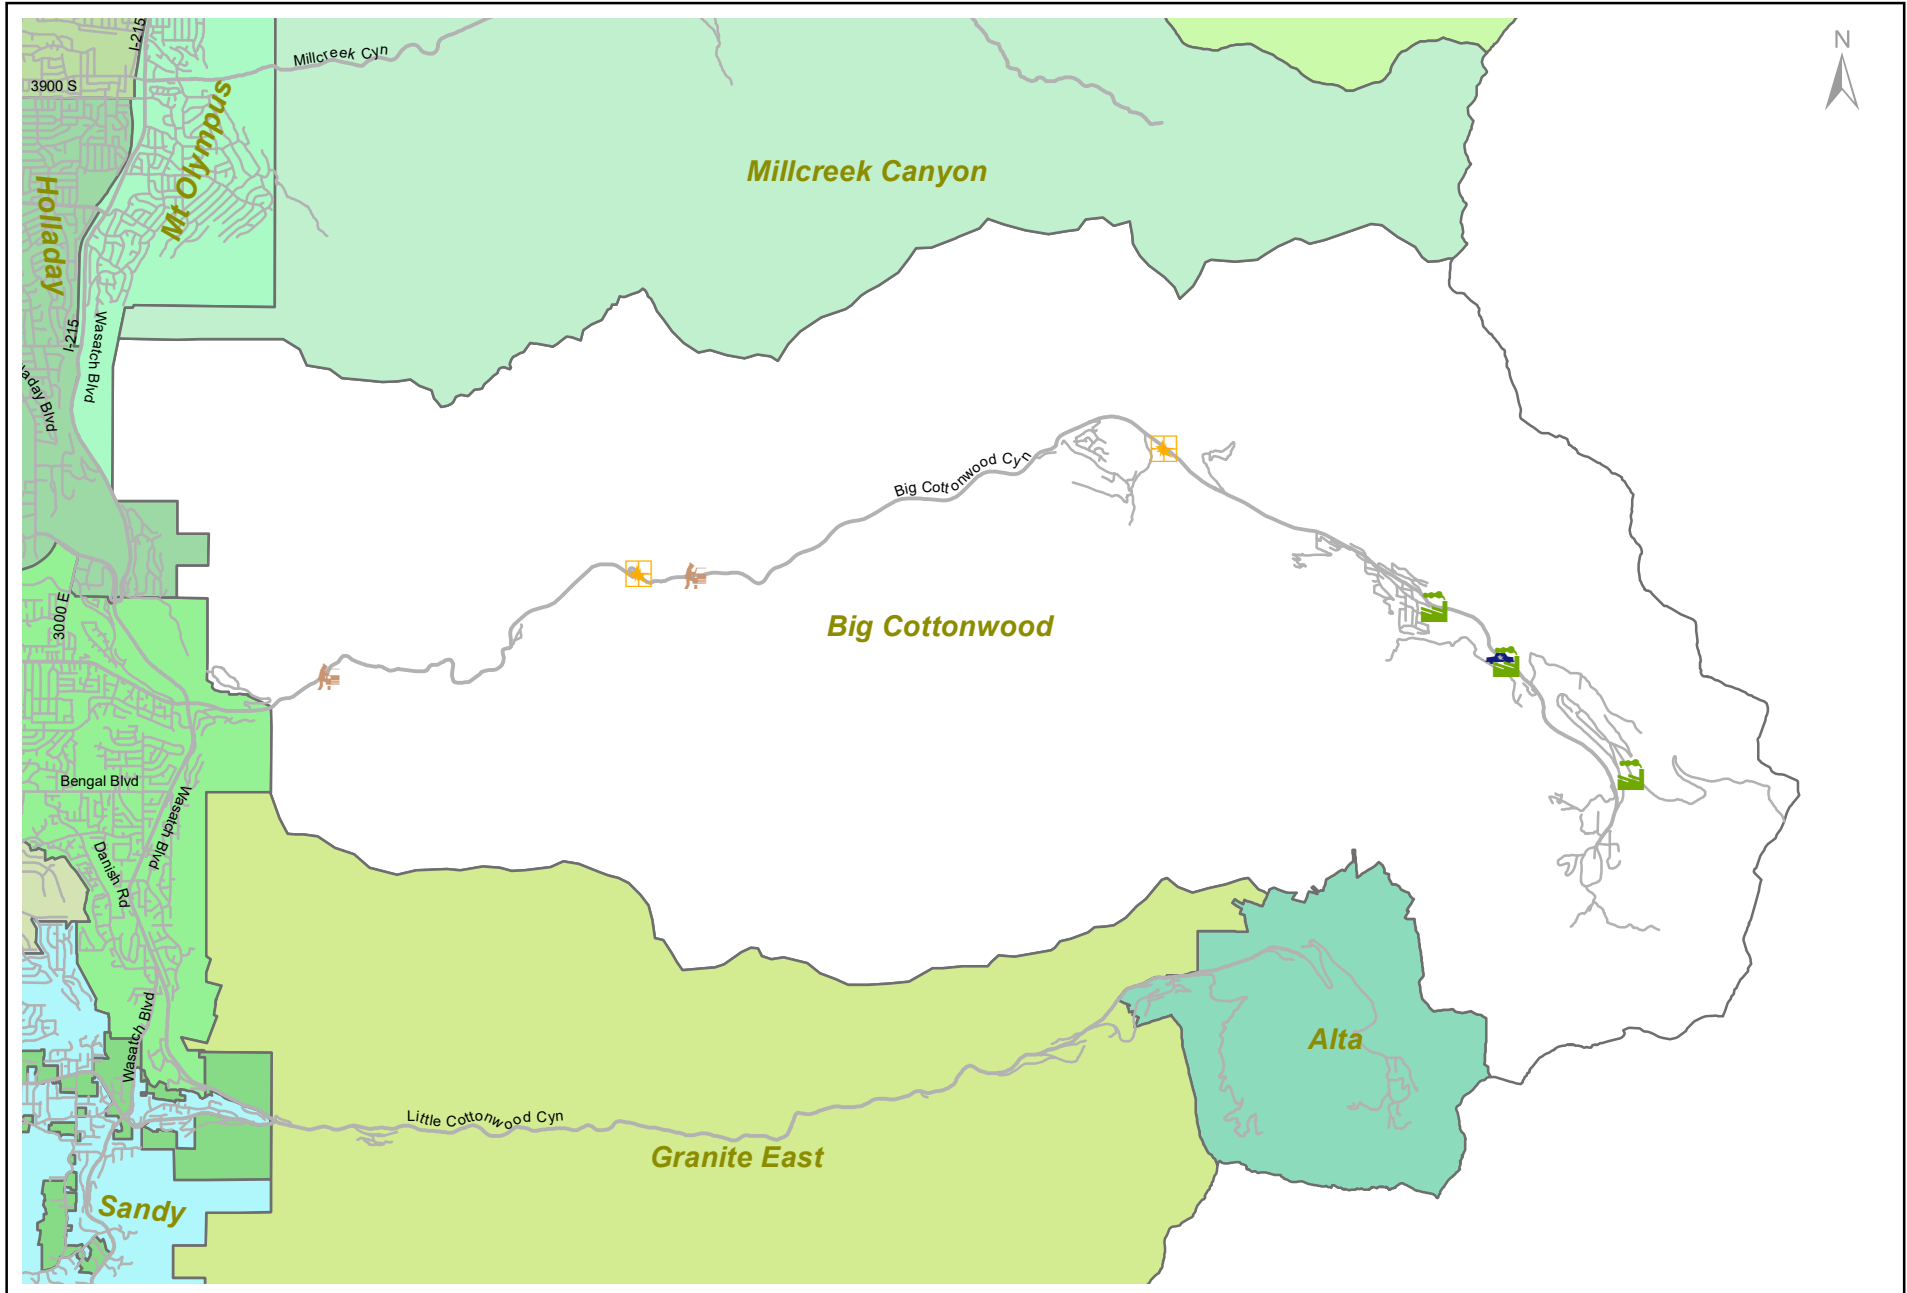 I-215
Millcreek Cyn
N
3900 S
Mt Olympus
Millcreek Canyon
Holladay
I-215
Wasatch Blvd
aday Blvd
Big Cottonwood Cyn
3000 E
Big Cottonwood
Bengal Blvd
Wasatch Blvd
Danish Rd
Wasatch Blvd
Alta
Little Cottonwood Cyn
Granite East
Sandy